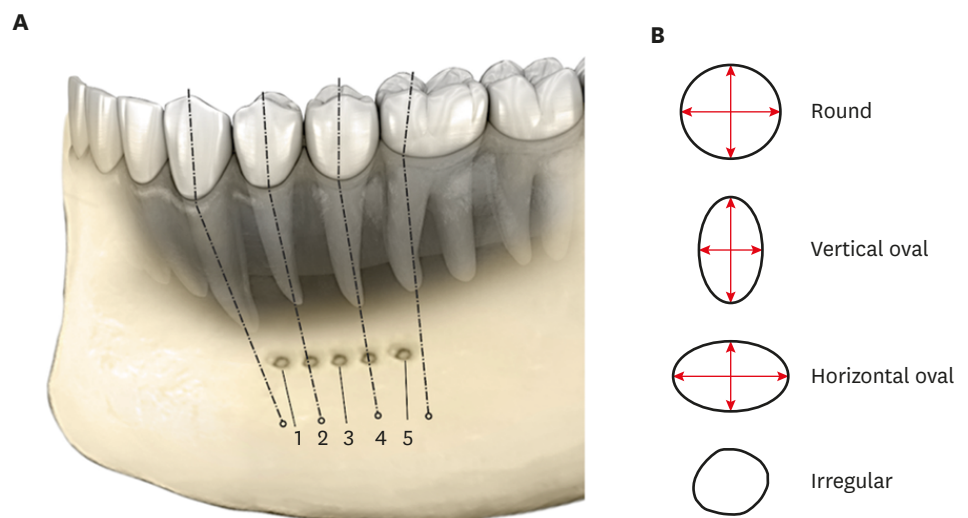 A
B
Round
Vertical oval
Horizontal oval
Irregular
1 2 3 4 5